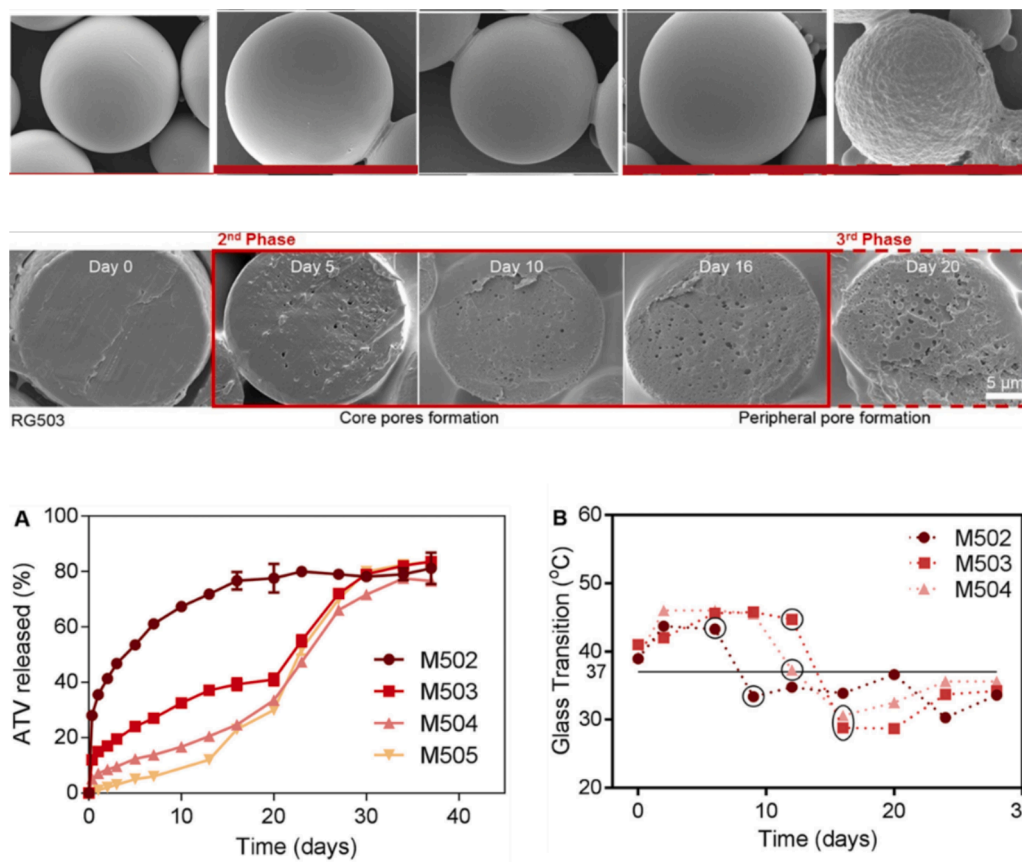 2nd Phase
3rd Phase
Day 0
Day 5
Day 10
Day 16
Day 20
5 µm
RG503
Core pores formation
Peripheral pore formation
A
100
80
60
40
20
0
ATV released (%)
M502
M503
M504
M505
0
10
20
30
40
Time (days)
B
60
50
40
37
30
20
Glass Transition (°C)
M502
M503
M504
0
10
20
3
Time (days)